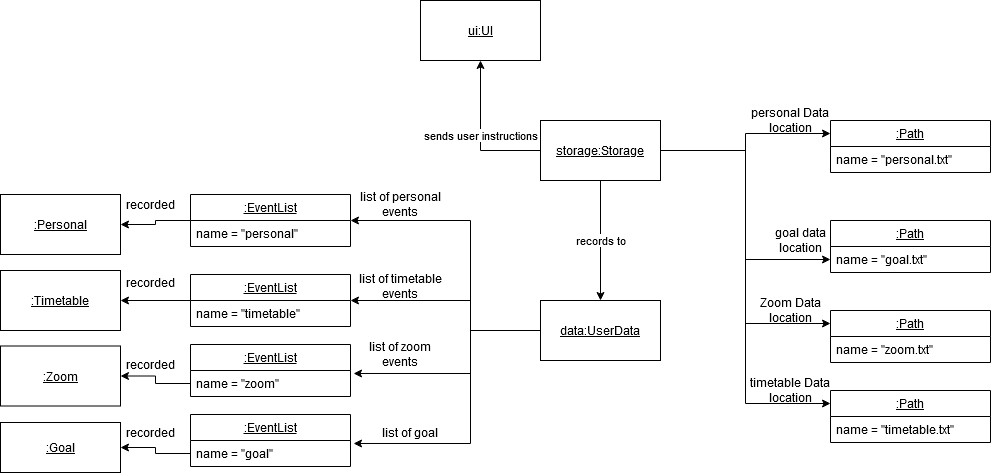 ui:UI
sends user instructions
storage:Storage
personal Data
location
:Path
name = "personal.txt"
recorded
:Personal
:EventList
name = "personal"
list of personal
events
records to
goal data
location
:Path
name = "goal.txt"
recorded
:Timetable
:EventList
name = "timetable"
list of timetable
events
data:UserData
Zoom Data
location
:Path
name = "zoom.txt"
recorded
:Zoom
:EventList
name = "zoom"
list of zoom
events
timetable Data
location
:Path
name = "timetable.txt"
recorded
:Goal
:EventList
name = "goal"
list of goal